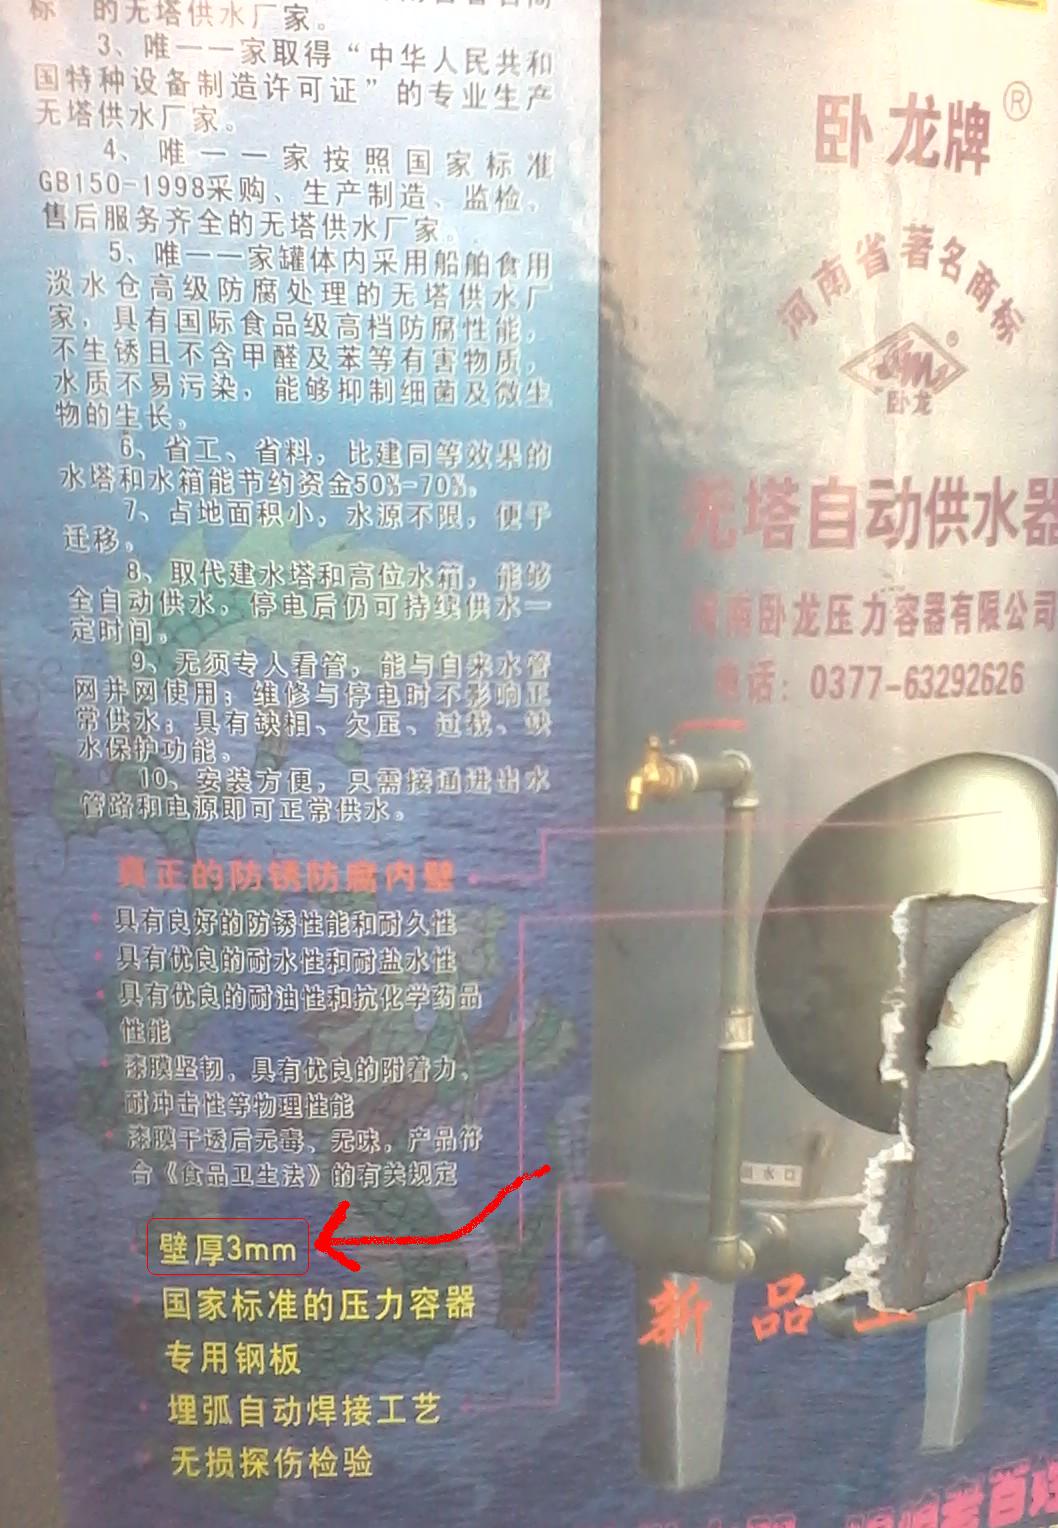 的无塔供水厂家。
3、唯一一家取得“中华人民共和
国特种设备制造许可证”的专业生产
无塔供水厂家。
4、唯一一家按照国家标准
GB150-1998采购、生产制造、监检、
售后服务齐全的无塔供水厂家。
5、唯一一家罐体内采用船舶食用
淡水仓高级防腐处理的无塔供水厂
家，具有国际食品级高档防腐性能，
不生锈且不含甲醛及苯等有害物质，
水质不易污染，能够抑制细菌及微生
物的生长。
6、省工、省料，比建同等效果的
水塔和水箱能节约资金50%-70%。
7、占地面积小，水源不限，便于
迁移。
8、取代建水塔和高位水箱，能够
全自动供水，停电后仍可持续供水一
定时间。
9、无须专人看管，能与自来水管
网并网使用；维修与停电时不影响正
常供水；具有缺相、欠压、过载、缺
水保护功能。
10、安装方便，只需接通进出水
管路和电源即可正常供水。
真正的防锈防腐内壁
具有良好的防锈性能和耐久性
具有优良的耐水性和耐盐水性
具有优良的耐油性和抗化学药品
性能
漆膜坚韧、具有优良的附着力、
耐冲击性等物理性能
漆膜干透后无毒、无味，产品符
合《食品卫生法》的有关规定
壁厚3mm
国家标准的压力容器
专用钢板
埋弧自动焊接工艺
无损探伤检验
卧龙牌®
河南省著名商标
®
卧龙
无塔自动供水器
河南卧龙压力容器有限公司
电话：0377-63292626
出水口
新品上市